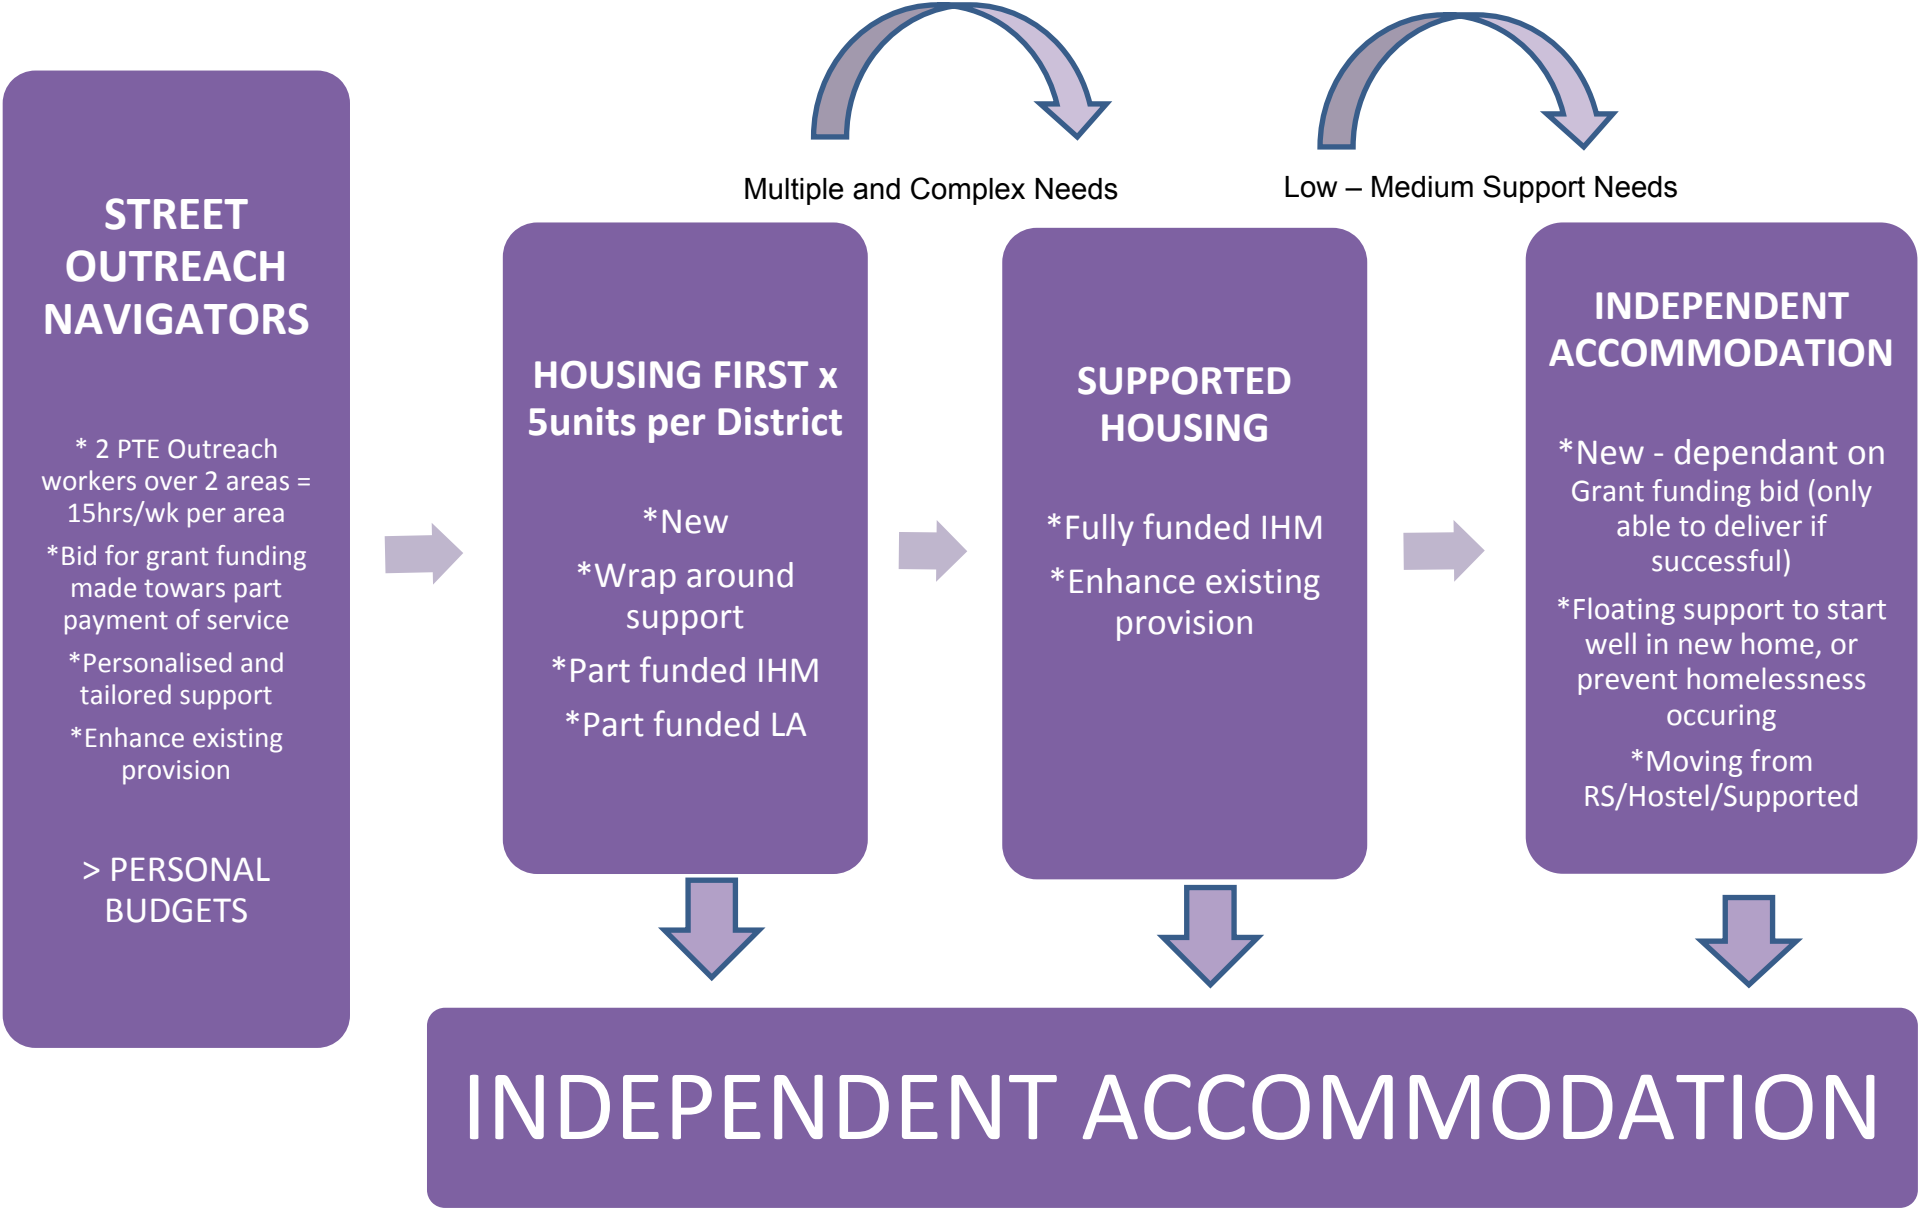 STREET
OUTREACH
NAVIGATORS
* 2 PTE Outreach
workers over 2 areas =
15hrs/wk per area
*Bid for grant funding
made towars part
payment of service
*Personalised and
tailored support
*Enhance existing
provision
> PERSONAL
BUDGETS
Multiple and Complex Needs
HOUSING FIRST x
5units per District
*New
*Wrap around
support
*Part funded IHM
*Part funded LA
SUPPORTED
HOUSING
*Fully funded IHM
*Enhance existing
provision
Low – Medium Support Needs
INDEPENDENT
ACCOMMODATION
*New - dependant on
Grant funding bid (only
able to deliver if
successful)
*Floating support to start
well in new home, or
prevent homelessness
occuring
*Moving from
RS/Hostel/Supported
INDEPENDENT ACCOMMODATION